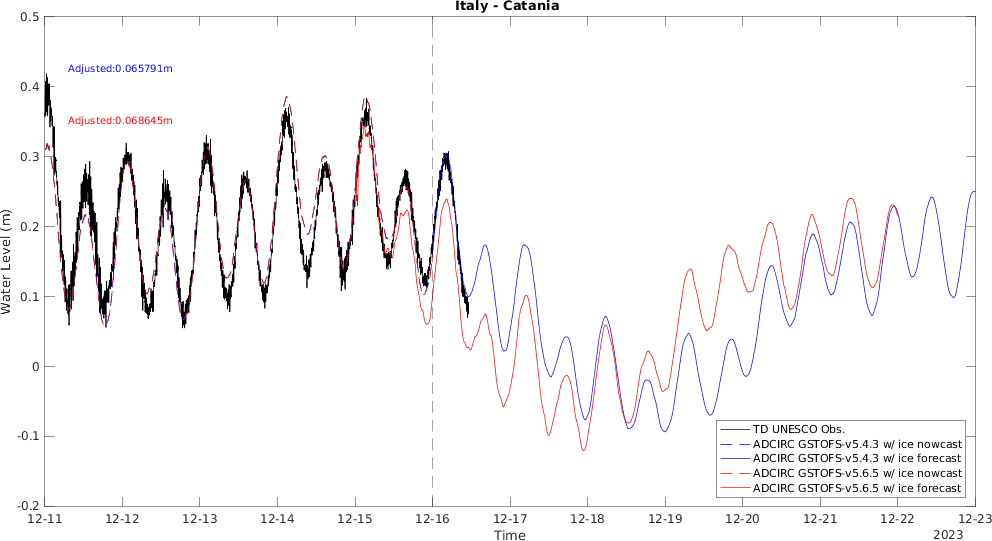 Italy - Catania
0.5
0.4
0.3
0.2
0.1
0
-0.1
-0.2
Water Level (m)
Adjusted:0.065791m
Adjusted:0.068645m
TD UNESCO Obs.
ADCIRC GSTOFS-v5.4.3 w/ ice nowcast
ADCIRC GSTOFS-v5.4.3 w/ ice forecast
ADCIRC GSTOFS-v5.6.5 w/ ice nowcast
ADCIRC GSTOFS-v5.6.5 w/ ice forecast
12-11 12-12 12-13 12-14 12-15 12-16 12-17 12-18 12-19 12-20 12-21 12-22 12-23
Time
2023